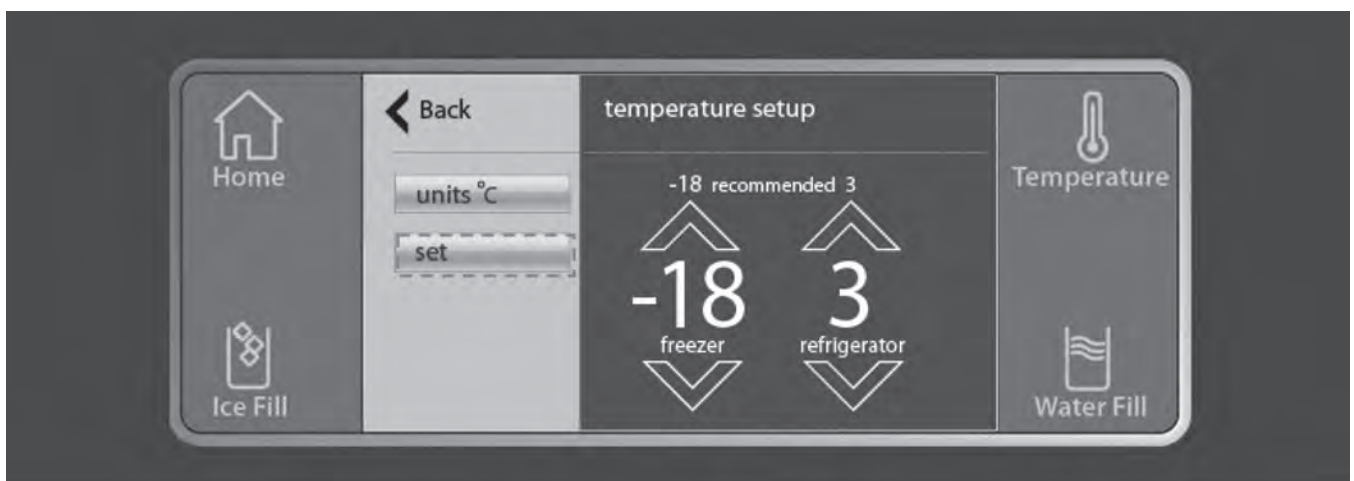 Home
Ice Fill
Back
units °C
set
temperature setup
-18 recommended 3
-18 3
freezer refrigerator
Temperature
Water Fill